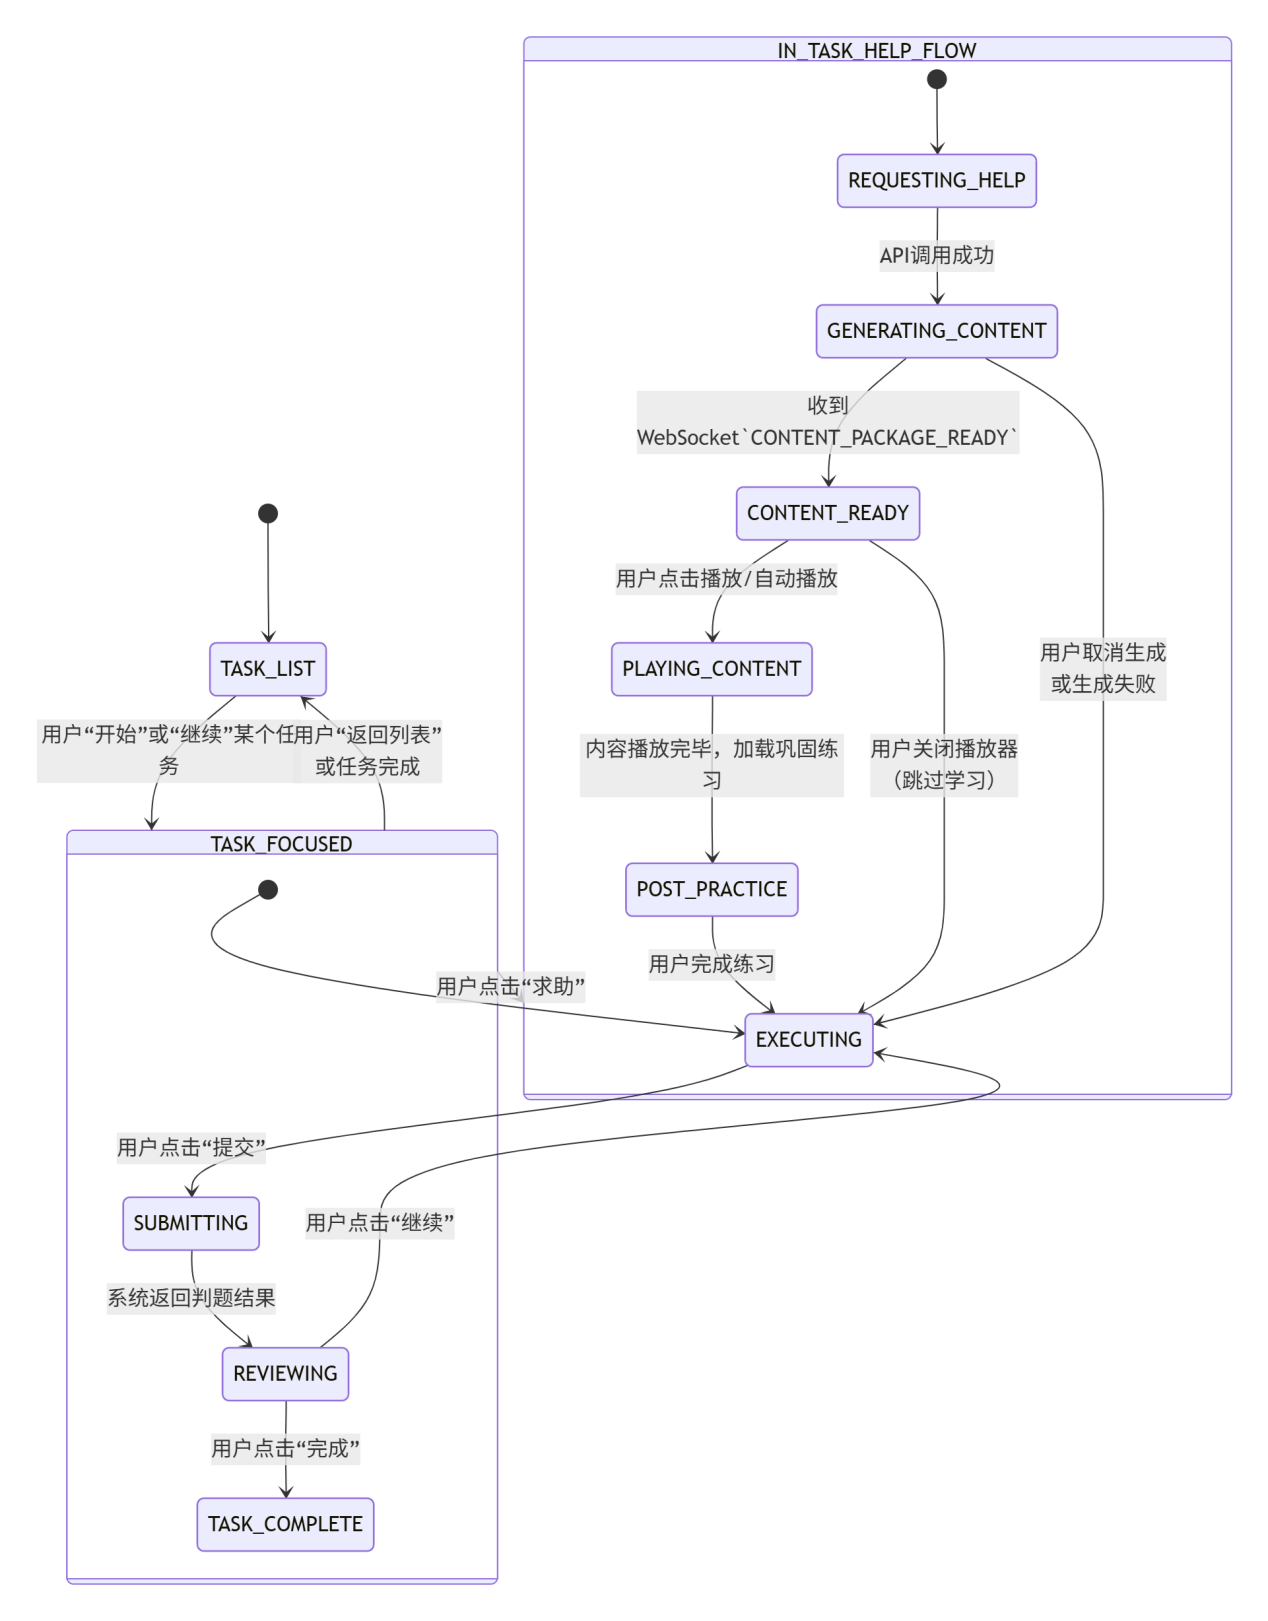 IN_TASK_HELP_FLOW
REQUESTING_HELP
API调用成功
GENERATING_CONTENT
收到
WebSocket`CONTENT_PACKAGE_READY`
CONTENT_READY
用户点击播放/自动播放
用户取消生成
或生成失败
PLAYING_CONTENT
内容播放完毕，加载巩固练
习
用户关闭播放器
（跳过学习）
POST_PRACTICE
用户完成练习
EXECUTING
TASK_LIST
用户“开始”或“继续”某个任
务
用户“返回列表”
或任务完成
TASK_FOCUSED
用户点击“求助”
用户点击“提交”
SUBMITTING
用户点击“继续”
系统返回判题结果
REVIEWING
用户点击“完成”
TASK_COMPLETE